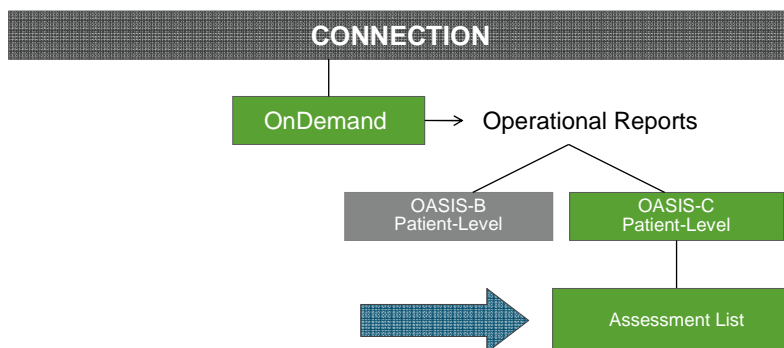 CONNECTION
OnDemand
Operational Reports
OASIS-B
Patient-Level
OASIS-C
Patient-Level
Assessment List